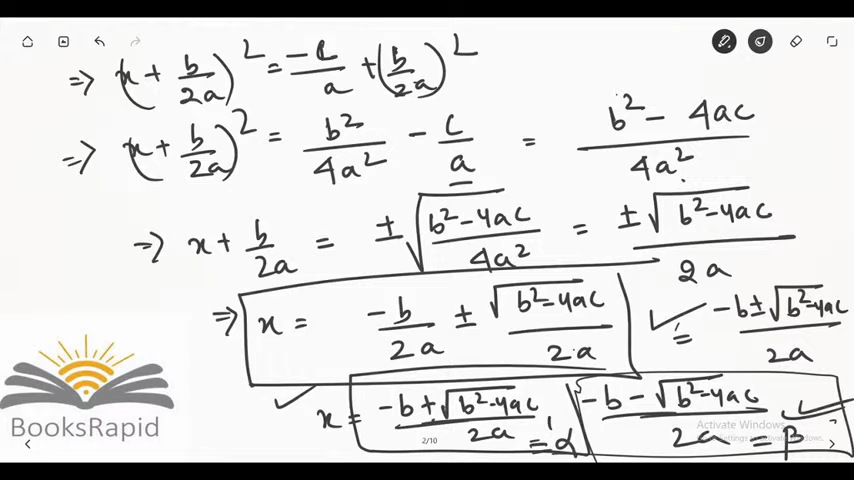 => (x + b/2a)² = -c/a + (b/2a)²
=> (x + b/2a)² = b²/4a² - c/a = b² - 4ac/4a²
=> x + b/2a = ±√(b²-4ac/4a²) = ±√(b²-4ac)/2a
=> x = -b/2a ± √(b²-4ac)/2a = -b±√(b²-4ac)/2a
x = -b+√(b²-4ac)/2a = α, -b-√(b²-4ac)/2a = β
BooksRapid
2/10
Activate Windows